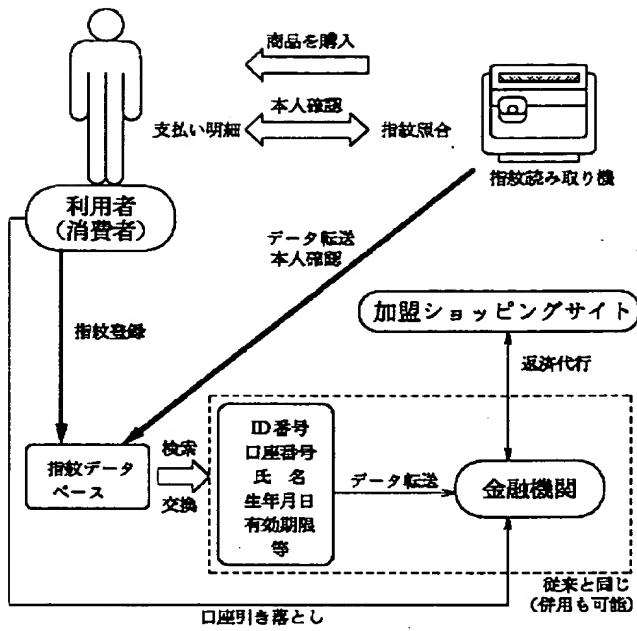 商品を購入
本人確認
支払い明細
指紋照合
指紋読み取り機
利用者
(消費者)
データ転送
本人確認
加盟ショッピングサイト
指紋登録
返済代行
ID番号
口座番号
氏 名
生年月日
有効期限
等
検索
交換
指紋データ
ベース
データ転送
金融機関
従来と同じ
(併用も可能)
口座引き落とし